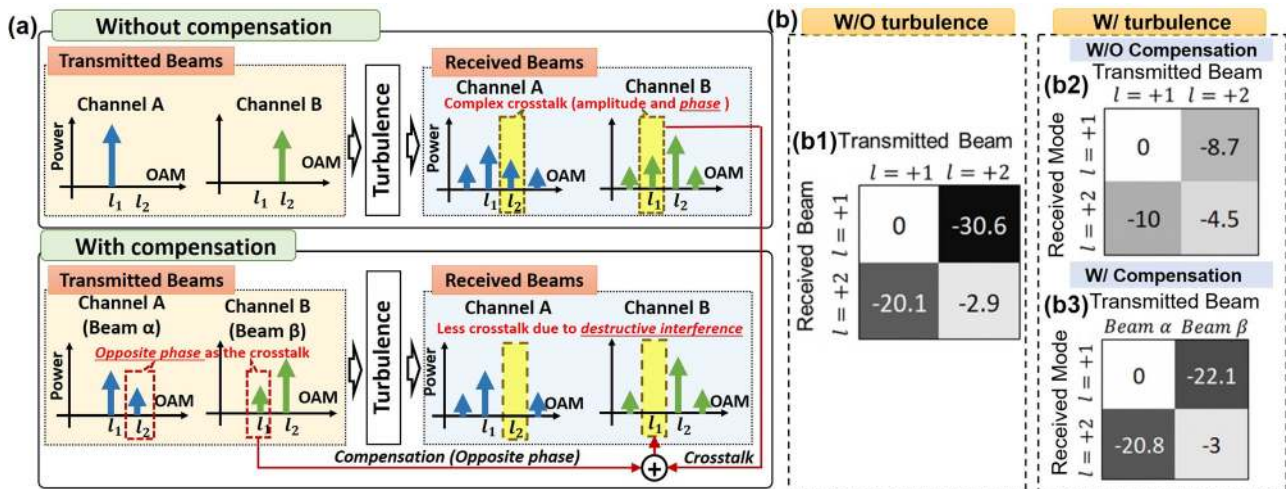 (a)
Without compensation
Transmitted Beams
Channel A
Channel B
Power
OAM
OAM
l₁ l₂
l₁ l₂
Turbulence
Received Beams
Channel A
Channel B
Complex crosstalk (amplitude and phase )
Power
OAM
OAM
l₁ l₂
l₁ l₂
With compensation
Transmitted Beams
Channel A
(Beam α)
Channel B
(Beam β)
Opposite phase as the crosstalk
Power
OAM
OAM
l₁ l₂
l₁ l₂
Turbulence
Received Beams
Channel A
Channel B
Less crosstalk due to destructive interference
Power
OAM
OAM
l₁ l₂
l₁ l₂
Compensation (Opposite phase)
+
Crosstalk
(b)
W/O turbulence
(b1)
Transmitted Beam
l = +1 l = +2
Received Beam
l = +2 l = +1
0 -30.6
-20.1 -2.9
W/ turbulence
W/O Compensation
(b2)
Transmitted Beam
l = +1 l = +2
Received Mode
l = +2 l = +1
0 -8.7
-10 -4.5
W/ Compensation
(b3)
Transmitted Beam
Beam α Beam β
Received Mode
l = +2 l = +1
0 -22.1
-20.8 -3